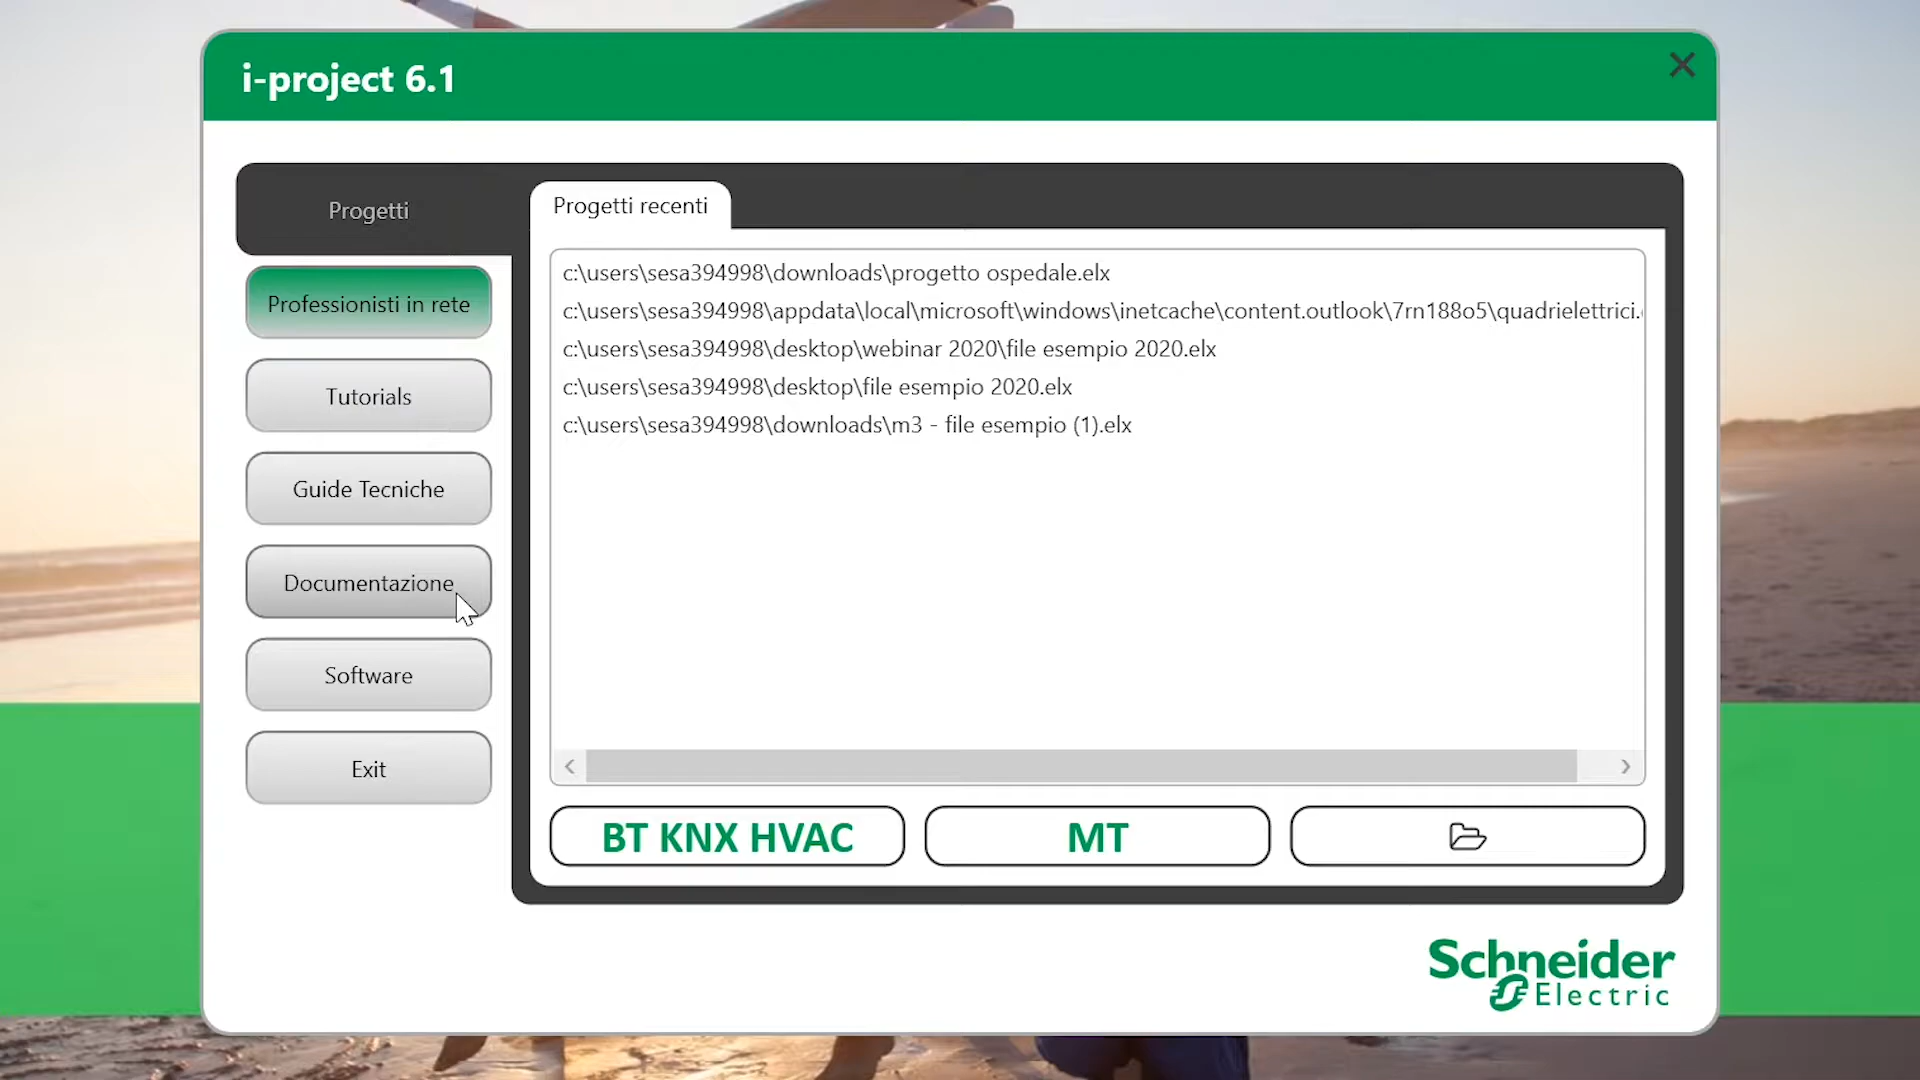 i-project 6.1
Progetti
Progetti recenti
Professionisti in rete
Tutorials
Guide Tecniche
Documentazione
Software
Exit
c:\users\sesa394998\downloads\progetto ospedale.elx
c:\users\sesa394998\appdata\local\microsoft\windows\inetcache\content.outlook\7rn188o5\quadrielettrici.
c:\users\sesa394998\desktop\webinar 2020\file esempio 2020.elx
c:\users\sesa394998\desktop\file esempio 2020.elx
c:\users\sesa394998\downloads\m3 - file esempio (1).elx
BT KNX HVAC
MT
Schneider
Electric